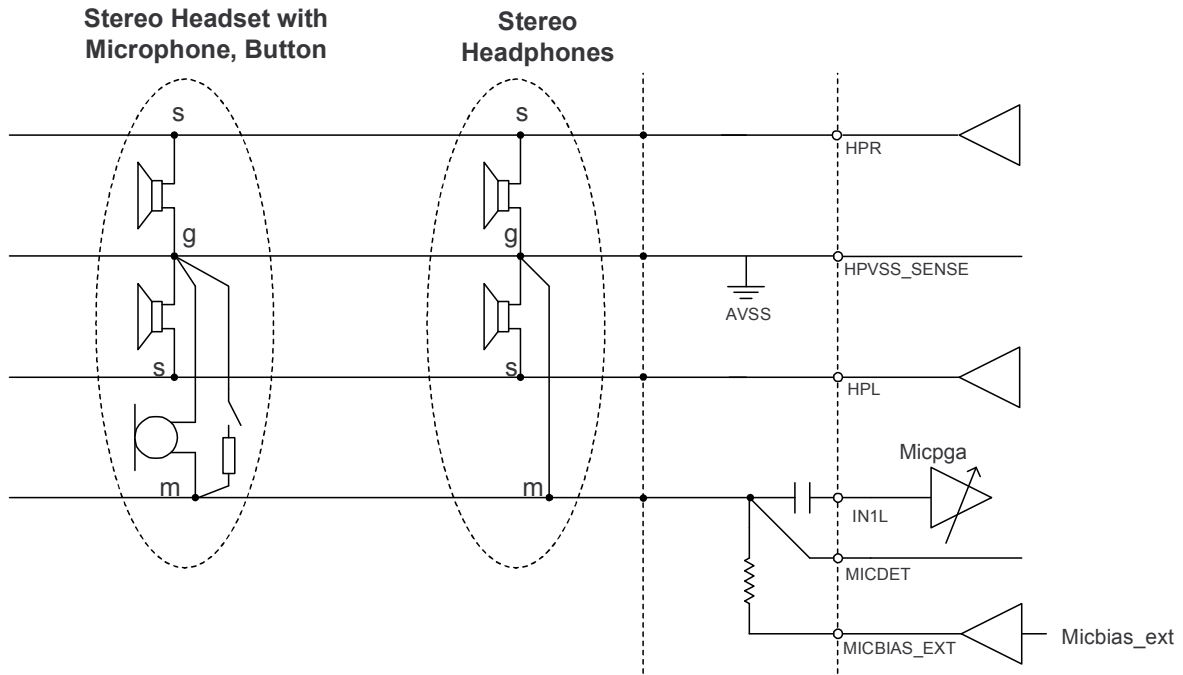 Stereo Headset with
Microphone, Button
Stereo
Headphones
s
s
HPR
g
g
HPVSS_SENSE
AVSS
s
s
HPL
Micpga
m
m
IN1L
MICDET
MICBIAS_EXT
Micbias_ext